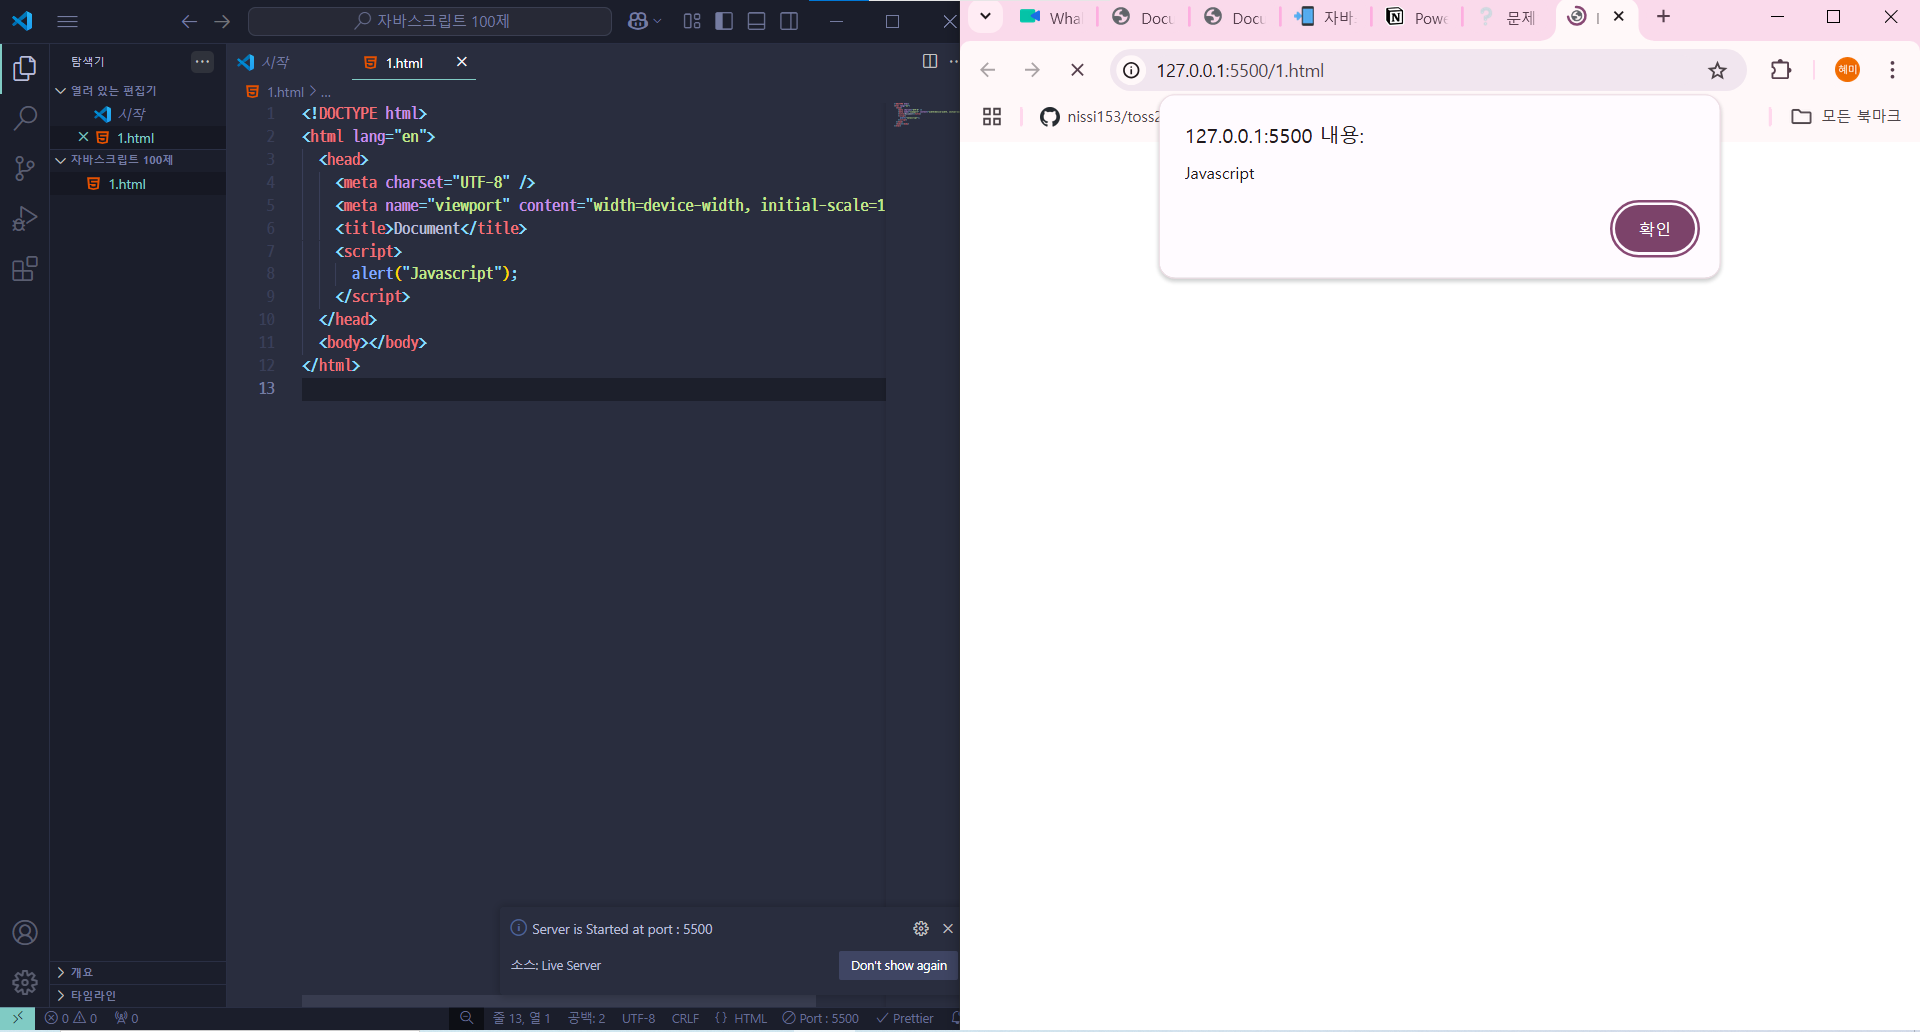 자바스크립트 100제
탐색기
열려 있는 편집기
시작
1.html
자바스크립트 100제
1.html
개요
타임라인
시작
1.html
1.html > ...
1 <!DOCTYPE html>
2 <html lang="en">
3 <head>
4 <meta charset="UTF-8" />
5 <meta name="viewport" content="width=device-width, initial-scale=1
6 <title>Document</title>
7 <script>
8 alert("Javascript");
9 </script>
10 </head>
11 <body></body>
12 </html>
13
Server is Started at port : 5500
소스: Live Server
Don't show again
0 0 0
줄 13, 열 1 공백: 2 UTF-8 CRLF {} HTML Port : 5500 Prettier
문제
127.0.0.1:5500/1.html
혜미
nissi153/toss2
모든 북마크
127.0.0.1:5500 내용:
Javascript
확인